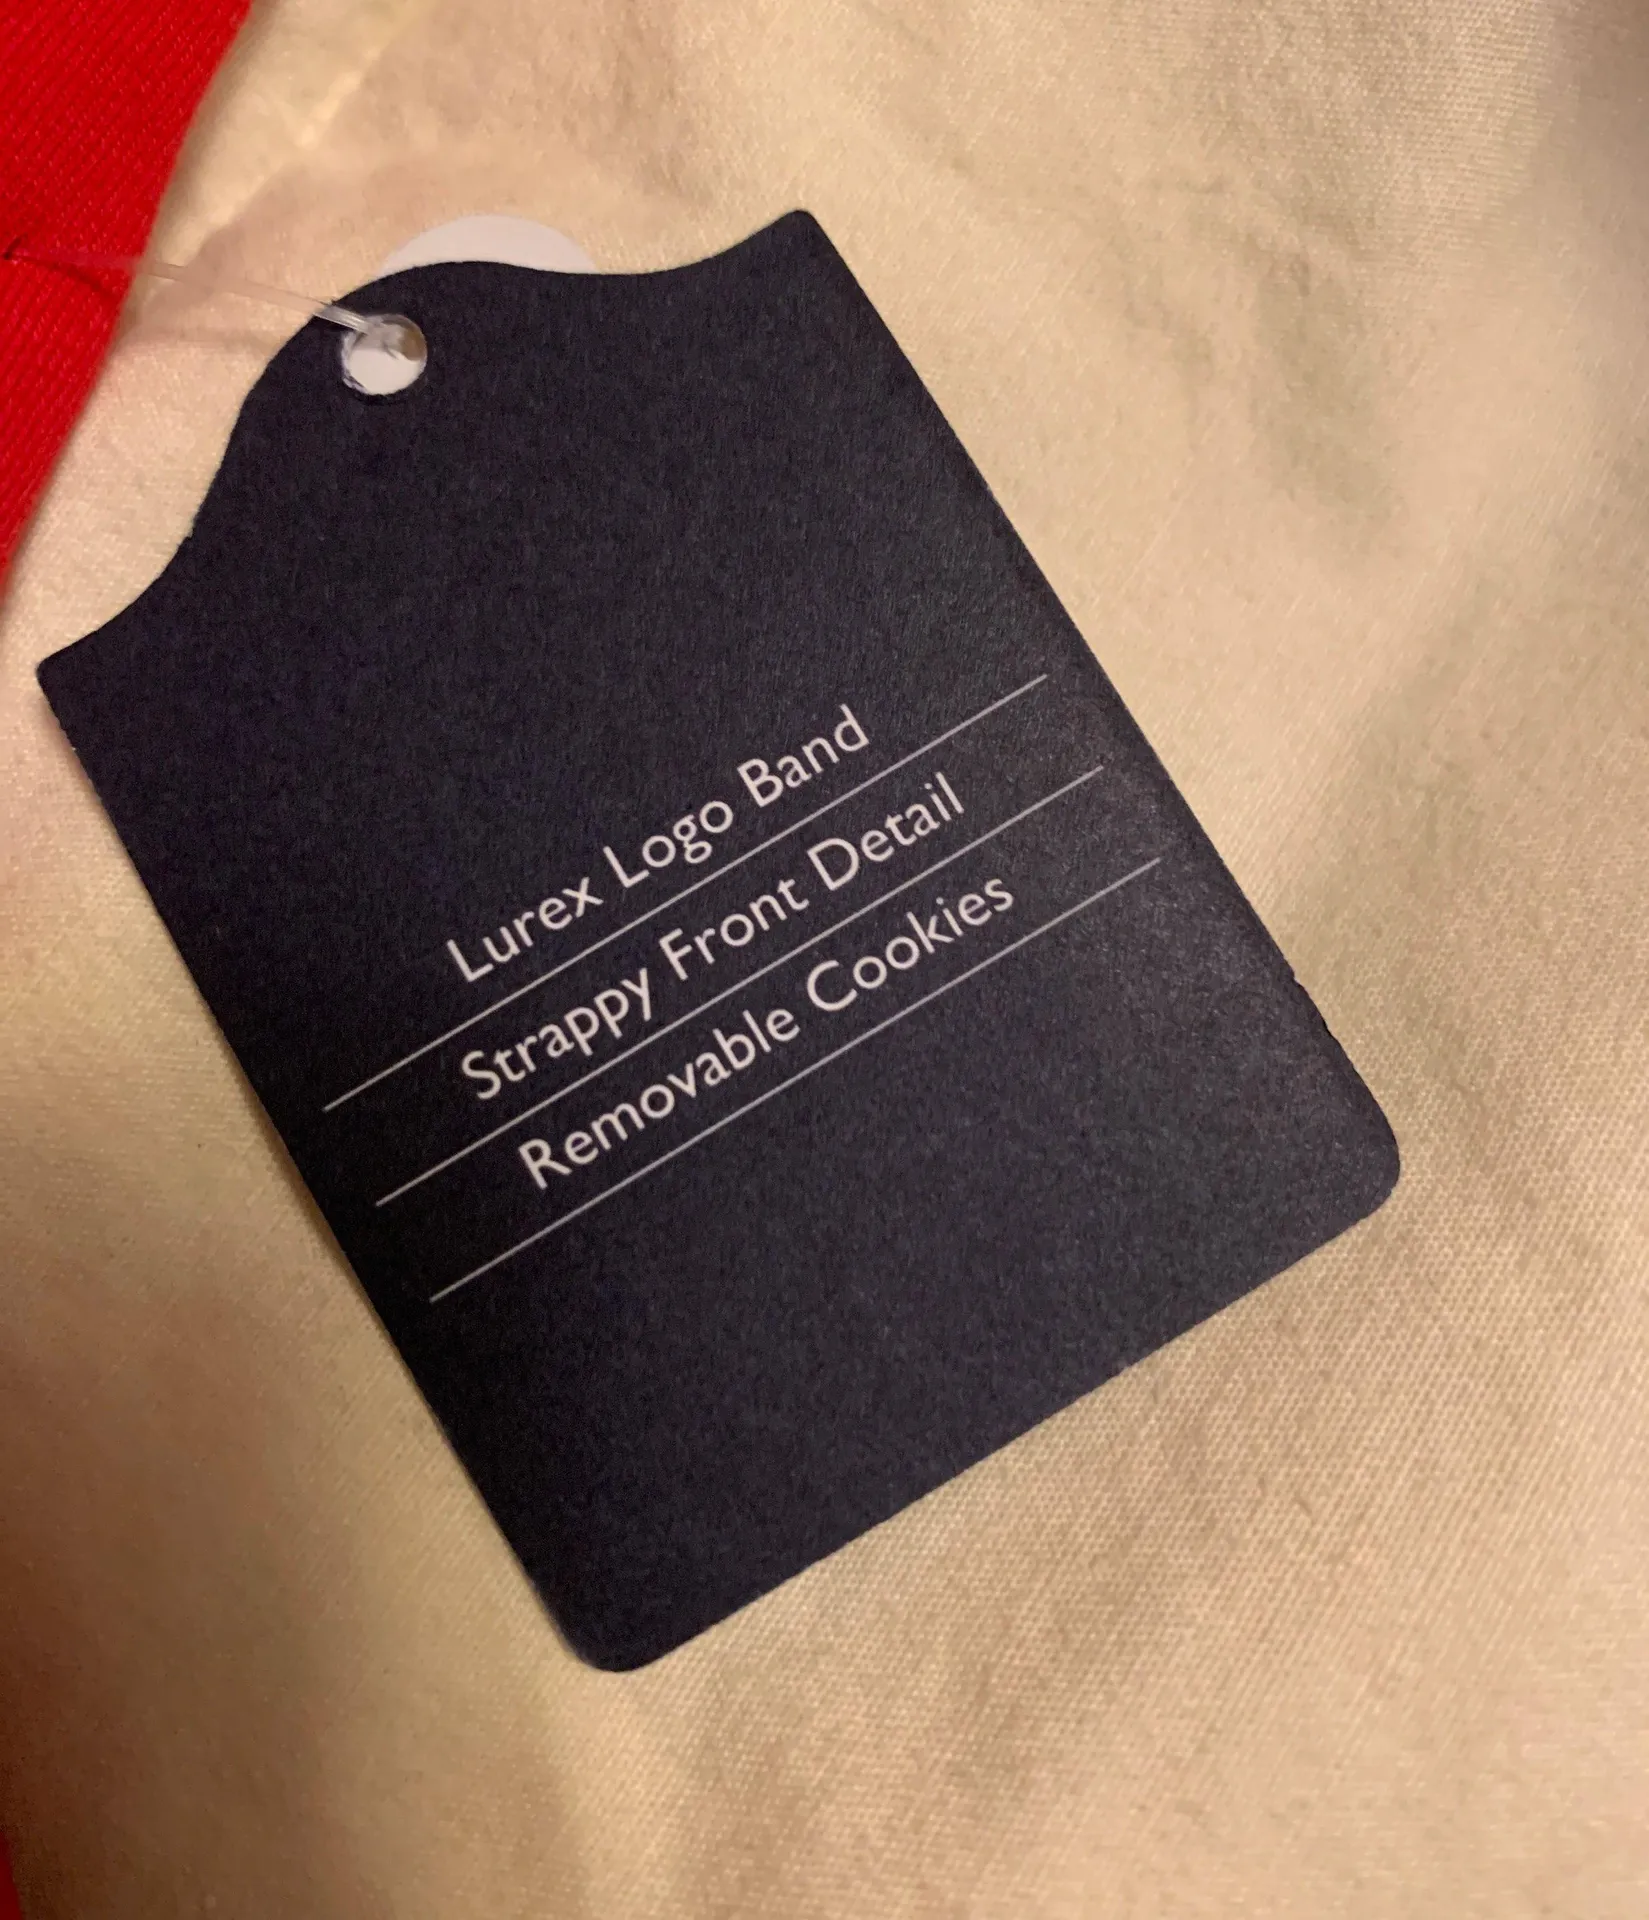 Lurex Logo Band
Strappy Front Detail
Removable Cookies